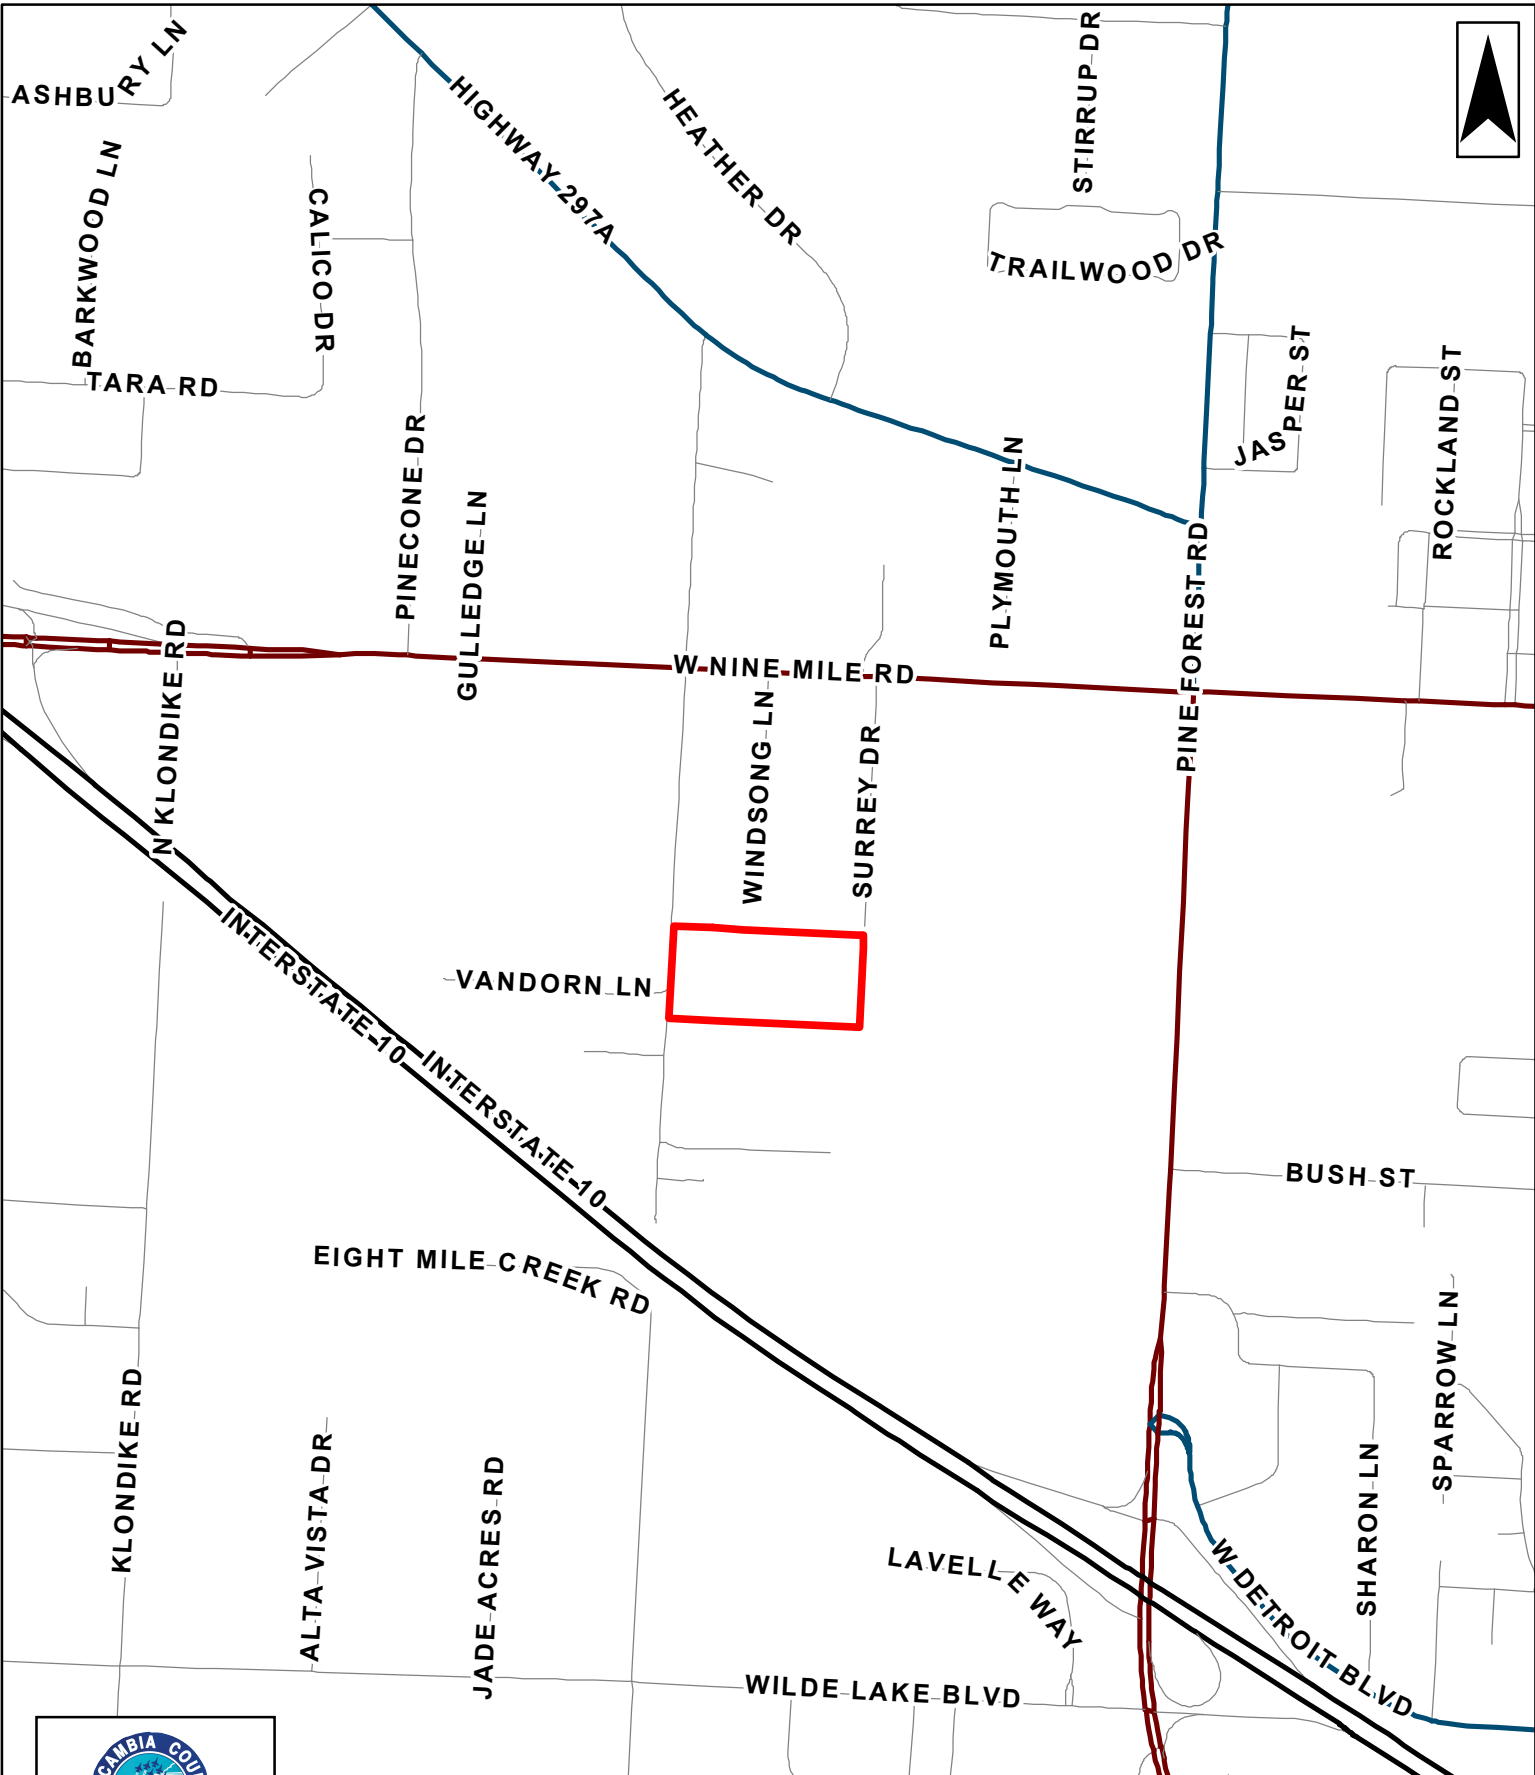 ASHBURY LN
BARKWOOD LN
CALICO DR
TARA RD
HIGHWAY 297A
HEATHER DR
STIRRUP DR
TRAILWOOD DR
JASPER ST
ROCKLAND ST
PINECONE DR
GULLEDGE LN
PLYMOUTH LN
PINE FOREST RD
W NINE MILE RD
N KLONDIKE RD
WINDSONG LN
SURREY DR
VANDORN LN
INTERSTATE 10
INTERSTATE 10
BUSH ST
EIGHT MILE CREEK RD
SPARROW LN
KLONDIKE RD
ALTA VISTA DR
JADE ACRES RD
SHARON LN
LAVELLE WAY
W DETROIT BLVD
WILDE LAKE BLVD
CAMBIA COU